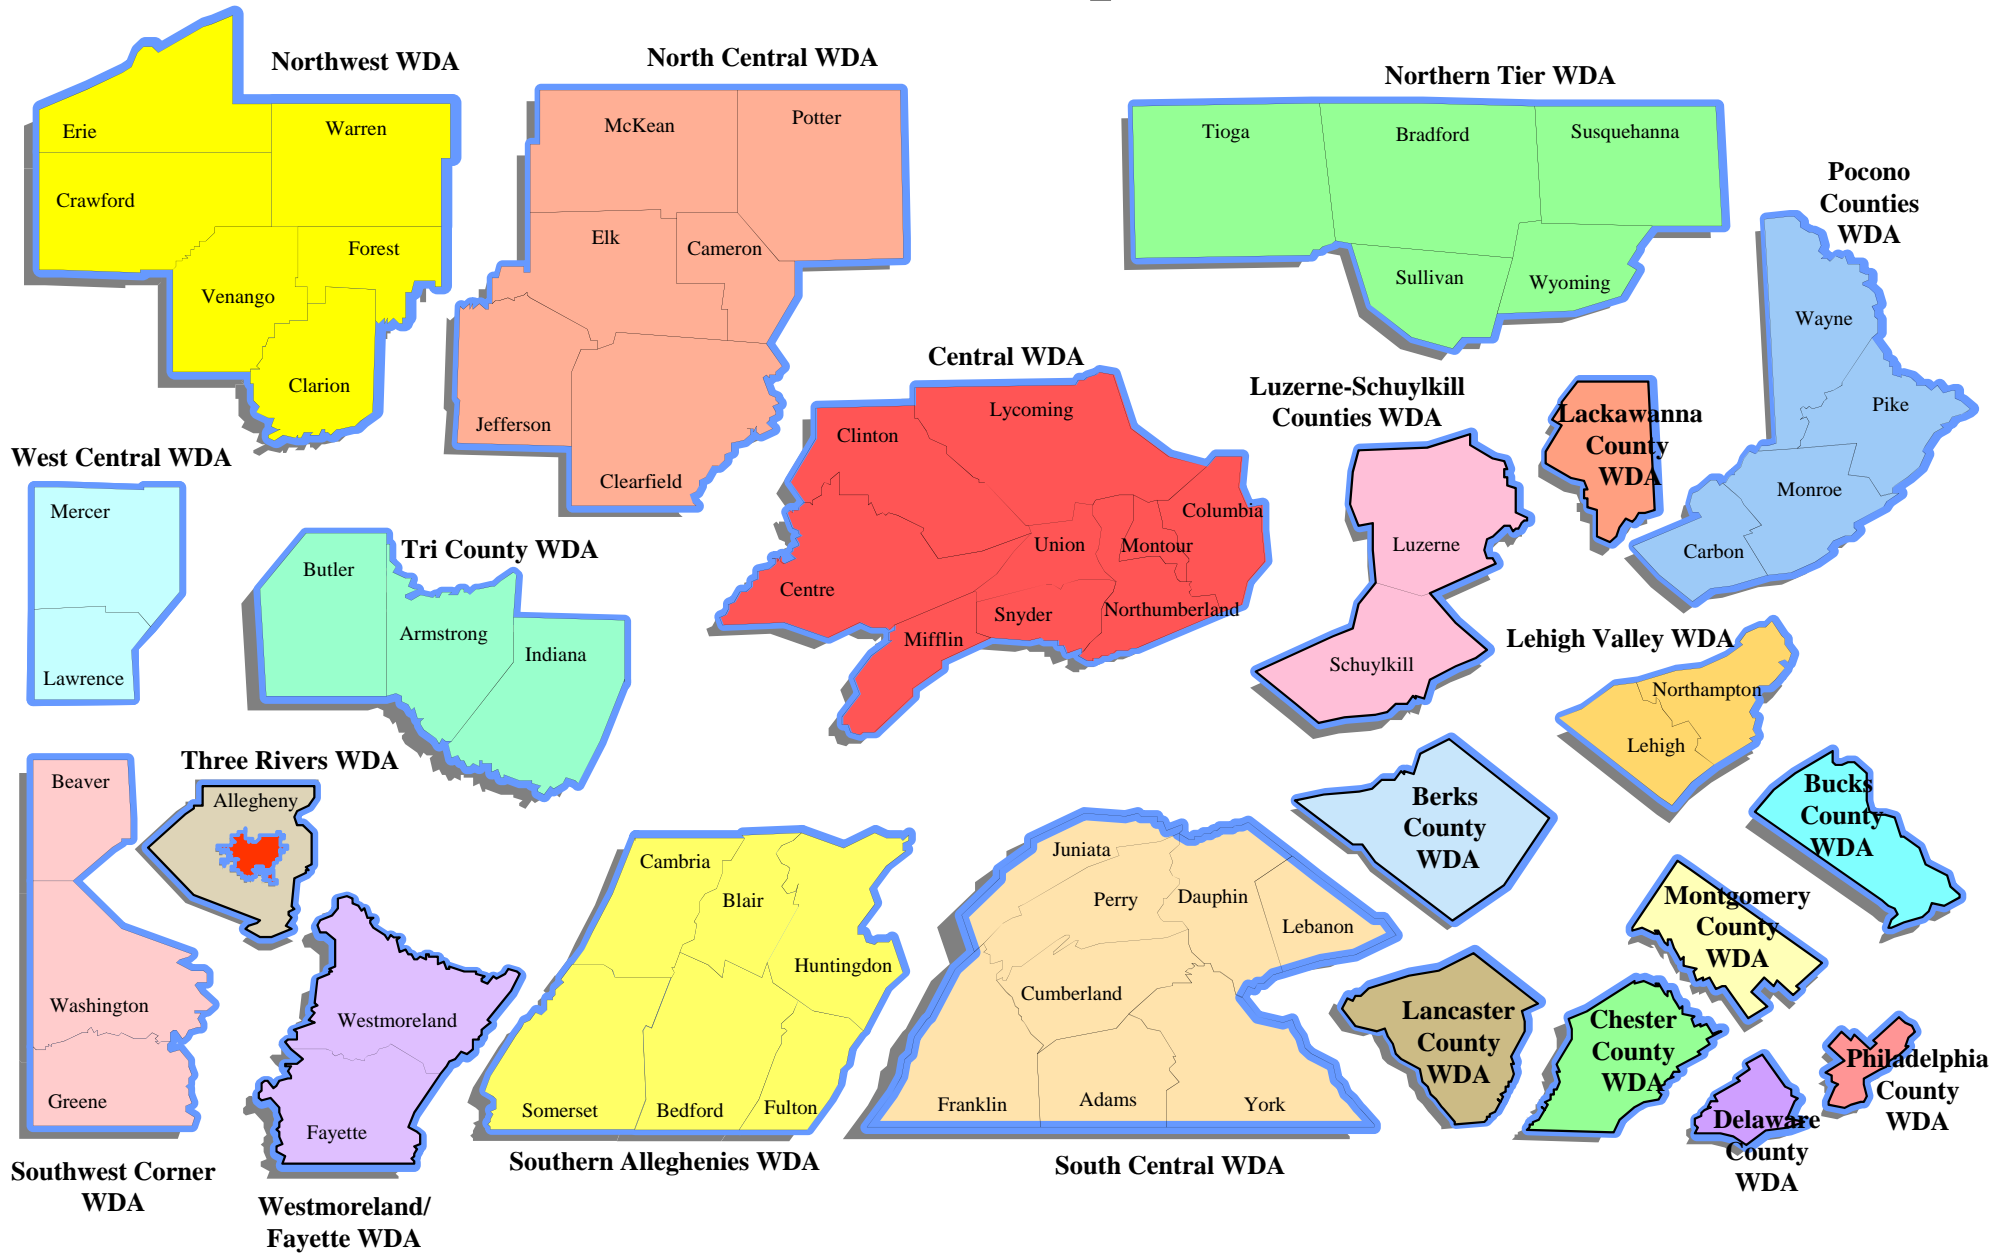 Northwest WDA
Erie
Warren
Crawford
Forest
Venango
Clarion
North Central WDA
McKean
Potter
Elk
Cameron
Jefferson
Clearfield
Northern Tier WDA
Tioga
Bradford
Susquehanna
Sullivan
Wyoming
Pocono
Counties
WDA
Wayne
Pike
Monroe
Carbon
Central WDA
Lycoming
Clinton
Columbia
Union
Montour
Centre
Snyder
Northumberland
Mifflin
Luzerne-Schuylkill
Counties WDA
Luzerne
Schuylkill
Lackawanna
County
WDA
West Central WDA
Mercer
Lawrence
Tri County WDA
Butler
Armstrong
Indiana
Lehigh Valley WDA
Northampton
Lehigh
Three Rivers WDA
Allegheny
Beaver
Washington
Greene
Southwest Corner
WDA
Westmoreland
Fayette
Westmoreland/
Fayette WDA
Cambria
Blair
Huntingdon
Somerset
Bedford
Fulton
Southern Alleghenies WDA
Juniata
Perry
Dauphin
Lebanon
Cumberland
Franklin
Adams
York
South Central WDA
Berks
County
WDA
Bucks
County
WDA
Montgomery
County
WDA
Lancaster
County
WDA
Chester
County
WDA
Delaware
County
WDA
Philadelphia
County
WDA